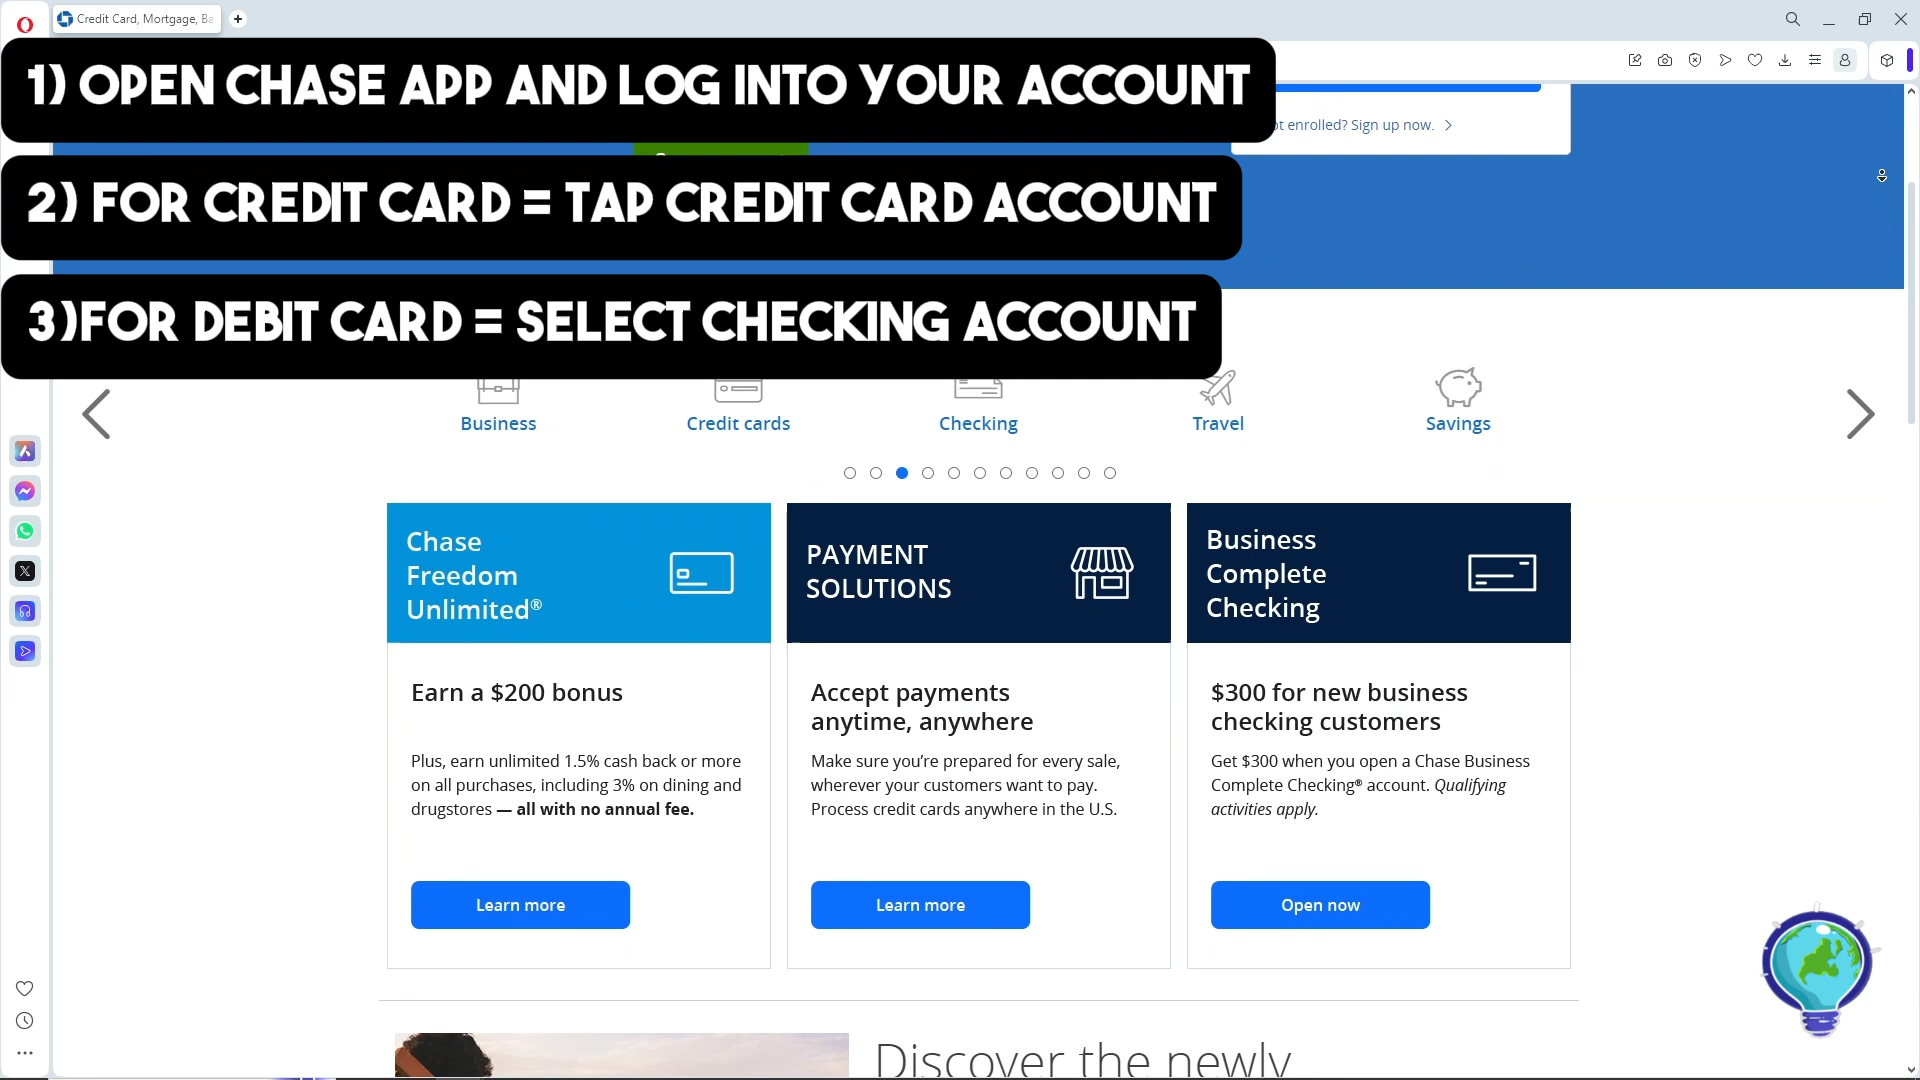 Credit Card, Mortgage, Ba
1) OPEN CHASE APP AND LOG INTO YOUR ACCOUNT
ot enrolled? Sign up now.
2) FOR CREDIT CARD = TAP CREDIT CARD ACCOUNT
3)FOR DEBIT CARD = SELECT CHECKING ACCOUNT
Business
Credit cards
Checking
Travel
Savings
Chase
Freedom
Unlimited®
Earn a $200 bonus
Plus, earn unlimited 1.5% cash back or more
on all purchases, including 3% on dining and
drugstores — all with no annual fee.
Learn more
PAYMENT
SOLUTIONS
Accept payments
anytime, anywhere
Make sure you’re prepared for every sale,
wherever your customers want to pay.
Process credit cards anywhere in the U.S.
Learn more
Business
Complete
Checking
$300 for new business
checking customers
Get $300 when you open a Chase Business
Complete Checking® account. Qualifying
activities apply.
Open now
Discover the newly